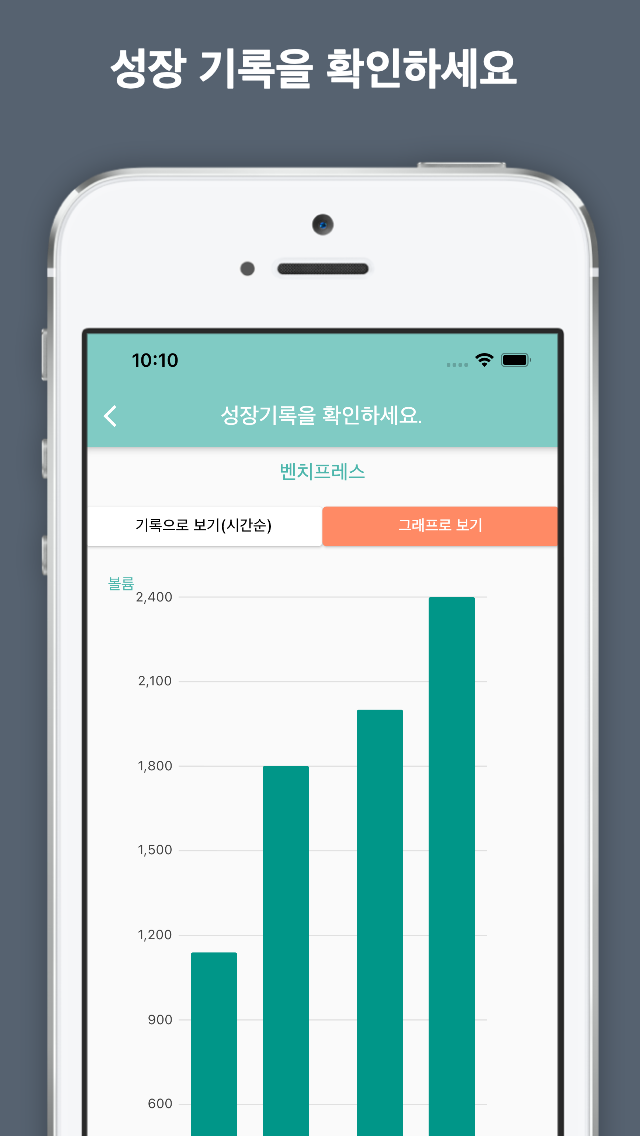 성장 기록을 확인하세요
10:10
성장기록을 확인하세요.
벤치프레스
기록으로 보기(시간순)
그래프로 보기
볼륨
2,400
2,100
1,800
1,500
1,200
900
600